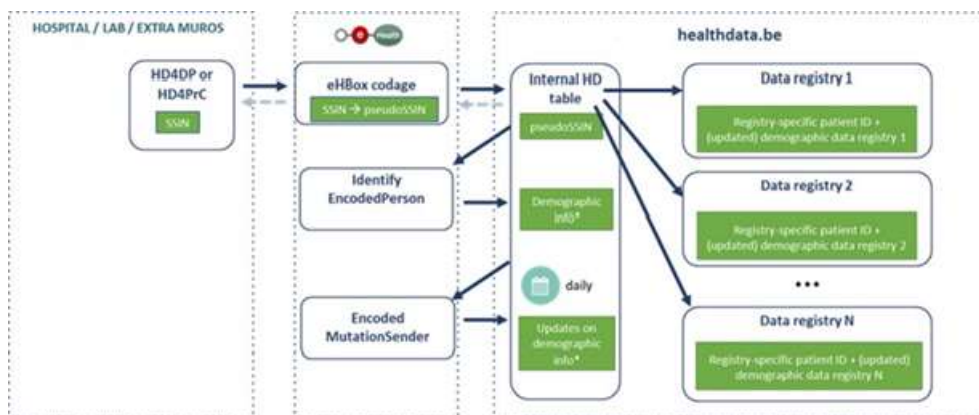 HOSPITAL / LAB / EXTRA MUROS
HD4DP or
HD4PrC
SSIN
e Health
eHBox codage
SSIN → pseudoSSIN
Identify
EncodedPerson
Encoded
MutationSender
healthdata.be
Internal HD
table
pseudoSSIN
Demographic
info*
daily
Updates on
demographic
info*
Data registry 1
Registry-specific patient ID +
(updated) demographic data registry 1
Data registry 2
Registry-specific patient ID +
(updated) demographic data registry 2
•••
Data registry N
Registry-specific patient ID + (updated)
demographic data registry N